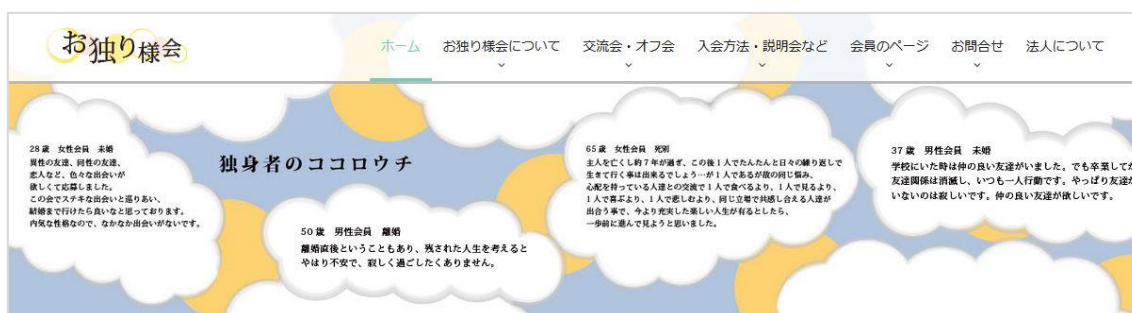 お独り様会
ホーム
お独り様会について
交流会・オフ会
入会方法・説明会など
会員のページ
お問合せ
法人について
28歳 女性会員 未婚
異性の友達、同性の友達、
恋人など、色々な出会いが
欲しくて応募しました。
この会でステキな出会いと巡りあい、
結婚まで行けたら良いなと思っております。
内気な性格なので、なかなか出会いがないです。
独身者のココロウチ
50歳 男性会員 離婚
離婚直後ということもあり、残された人生を考えると
やはり不安で、寂しく過ごしたくありません。
65歳 女性会員 死別
主人を亡くし約7年が過ぎ、この後1人でたんたんと日々の繰り返しで
生きて行く事は出来るでしょう…が1人であるが故の同じ悩み、
心配を持っている人達との交流で1人で食べるより、1人で見るより、
1人で喜ぶより、1人で悲しむより、同じ立場で共感し合える人達が
出合う事で、今より充実した楽しい人生が有るとしたら、
一歩前に進んで見ようと思いました。
37歳 男性会員 未婚
学校にいた時は仲の良い友達がいました。でも卒業してか
友達関係は消滅し、いつも一人行動です。やっぱり友達が
いないのは寂しいです。仲の良い友達が欲しいです。